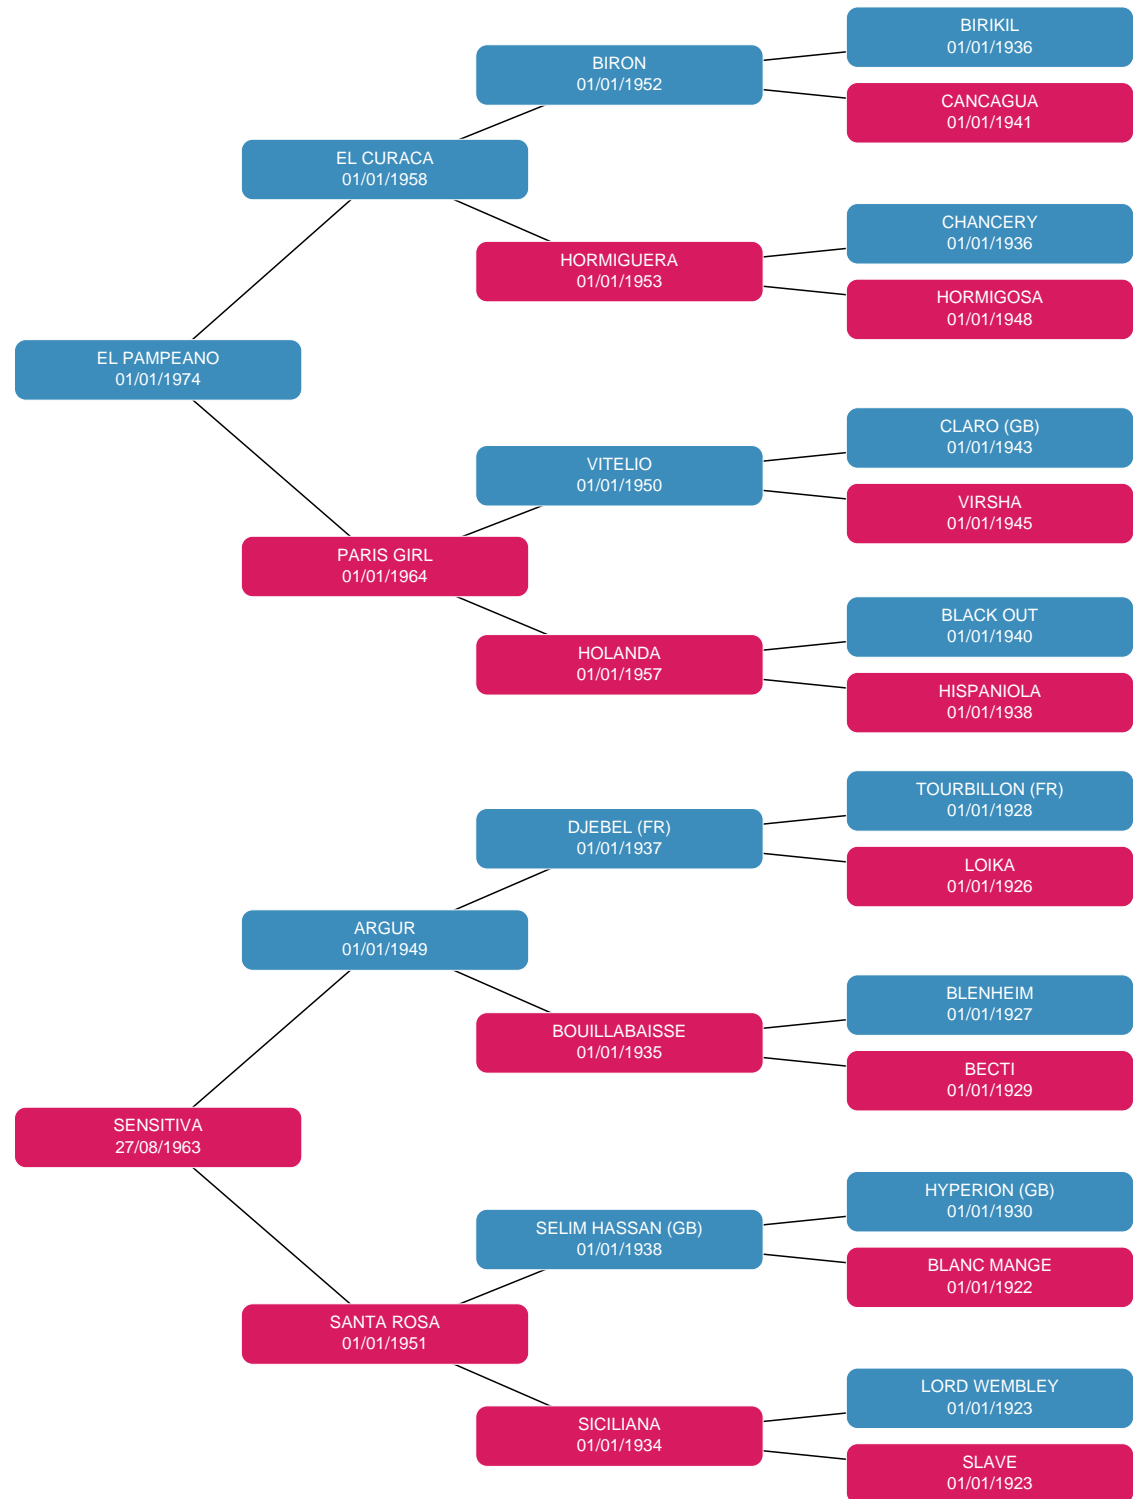 BIRIKIL
01/01/1936
BIRON
01/01/1952
CANCAGUA
01/01/1941
EL CURACA
01/01/1958
CHANCERY
01/01/1936
HORMIGUERA
01/01/1953
HORMIGOSA
01/01/1948
EL PAMPEANO
01/01/1974
CLARO (GB)
01/01/1943
VITELIO
01/01/1950
VIRSHA
01/01/1945
PARIS GIRL
01/01/1964
BLACK OUT
01/01/1940
HOLANDA
01/01/1957
HISPANIOLA
01/01/1938
TOURBILLON (FR)
01/01/1928
DJEBEL (FR)
01/01/1937
LOIKA
01/01/1926
ARGUR
01/01/1949
BLENHEIM
01/01/1927
BOUILLABAISSE
01/01/1935
BECTI
01/01/1929
SENSITIVA
27/08/1963
HYPERION (GB)
01/01/1930
SELIM HASSAN (GB)
01/01/1938
BLANC MANGE
01/01/1922
SANTA ROSA
01/01/1951
LORD WEMBLEY
01/01/1923
SICILIANA
01/01/1934
SLAVE
01/01/1923